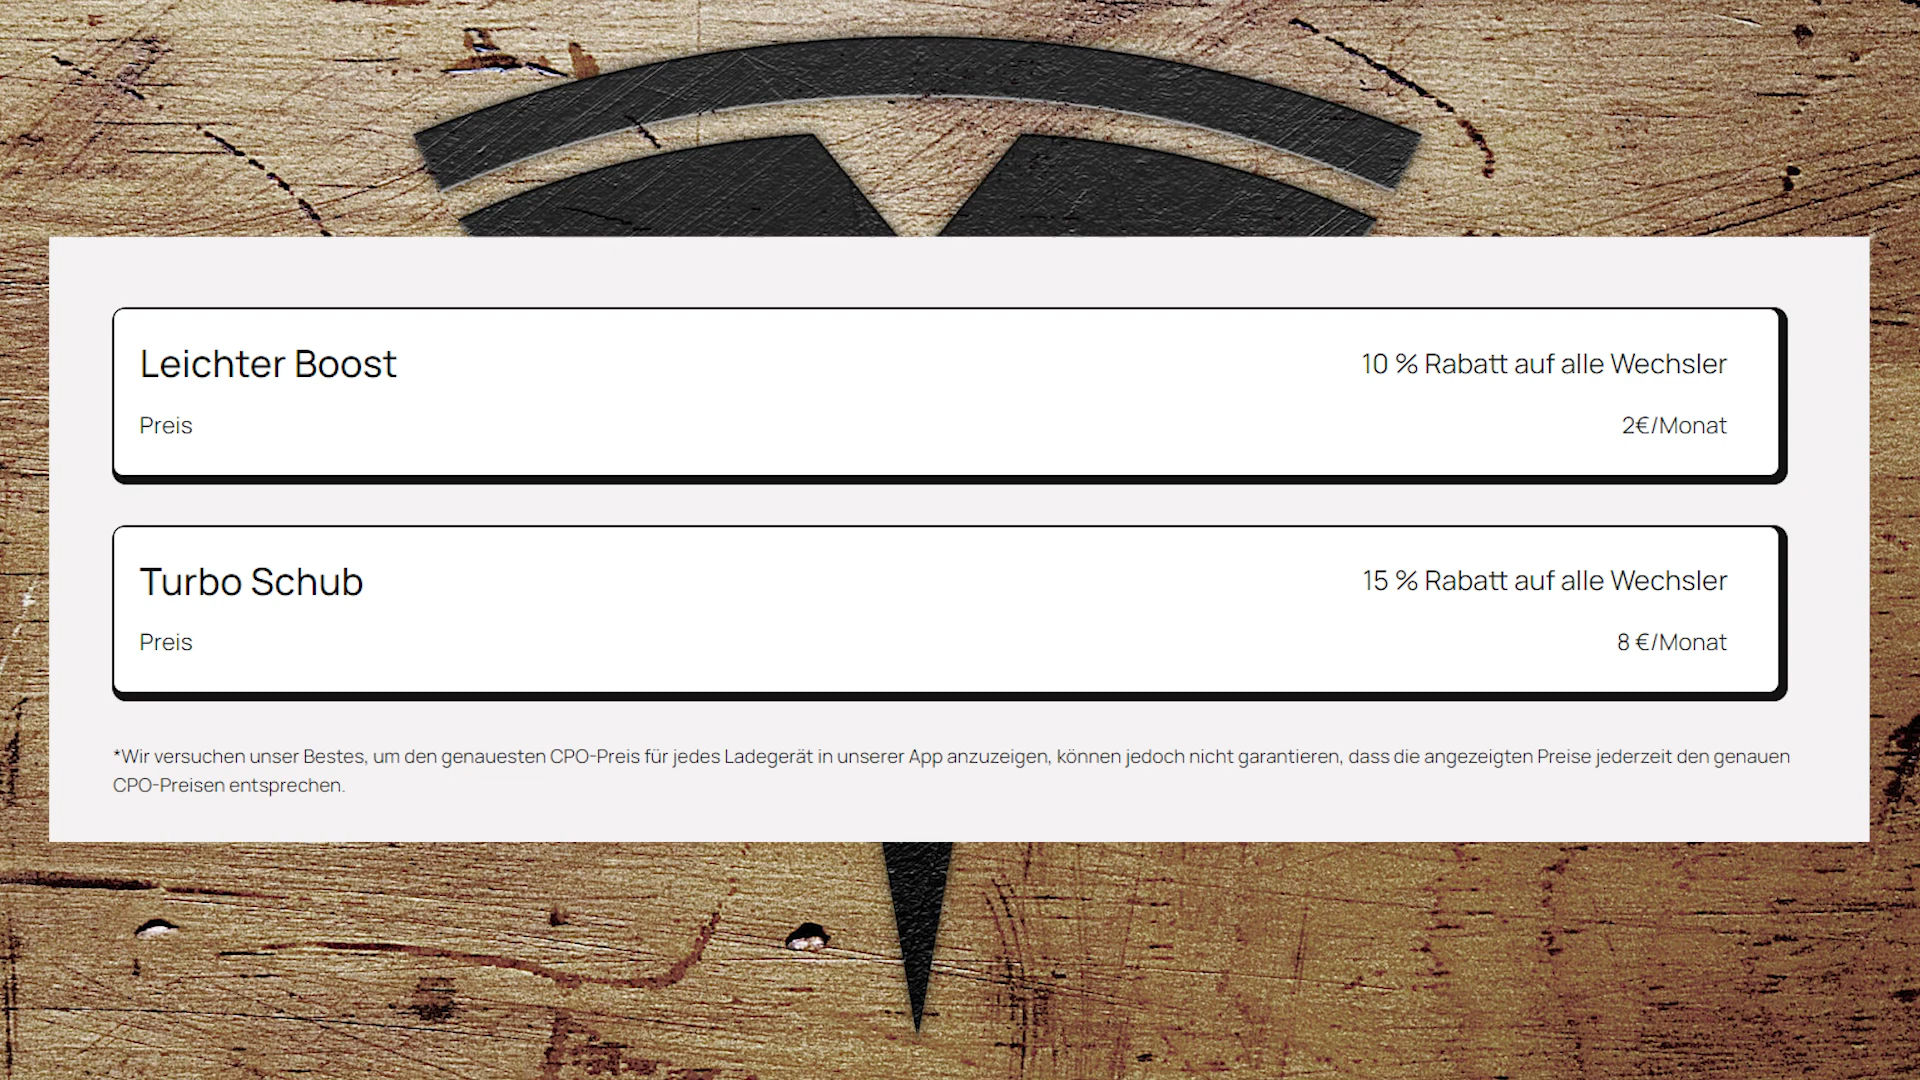 Leichter Boost
10 % Rabatt auf alle Wechsler
Preis
2€/Monat
Turbo Schub
15 % Rabatt auf alle Wechsler
Preis
8 €/Monat
*Wir versuchen unser Bestes, um den genauesten CPO-Preis für jedes Ladegerät in unserer App anzuzeigen, können jedoch nicht garantieren, dass die angezeigten Preise jederzeit den genauen
CPO-Preisen entsprechen.